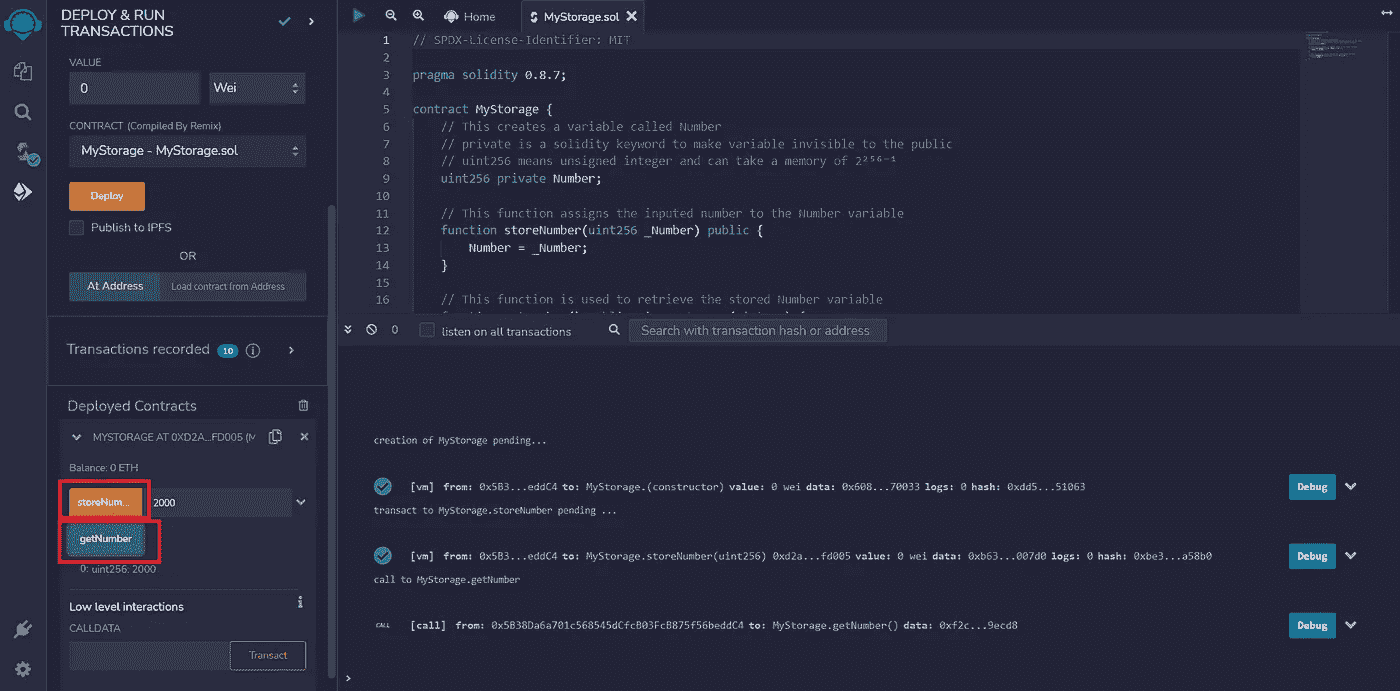 DEPLOY & RUN
TRANSACTIONS
VALUE
0
Wei
CONTRACT (Compiled By Remix)
MyStorage - MyStorage.sol
Deploy
Publish to IPFS
OR
At Address
Load contract from Address
Transactions recorded 10 i
Deployed Contracts
MYSTORAGE AT 0XD2A...FD005 (M
Balance: 0 ETH
storeNum... 2000
getNumber
0: uint256: 2000
Low level interactions i
CALLDATA
Transact
Home
MyStorage.sol
1 // SPDX-License-Identifier: MIT
2
3 pragma solidity 0.8.7;
4
5 contract MyStorage {
6 // This creates a variable called Number
7 // private is a solidity keyword to make variable invisible to the public
8 // uint256 means unsigned integer and can take a memory of 2²⁵⁶⁻¹
9 uint256 private Number;
10
11 // This function assigns the inputed number to the Number variable
12 function storeNumber(uint256 _Number) public {
13 Number = _Number;
14 }
15
16 // This function is used to retrieve the stored Number variable
0
listen on all transactions
Search with transaction hash or address
creation of MyStorage pending...
[vm] from: 0x5B3...eddC4 to: MyStorage.(constructor) value: 0 wei data: 0x608...70033 logs: 0 hash: 0xdd5...51063
Debug
transact to MyStorage.storeNumber pending ...
[vm] from: 0x5B3...eddC4 to: MyStorage.storeNumber(uint256) 0xd2a...fd005 value: 0 wei data: 0xb63...007d0 logs: 0 hash: 0xbe3...a58b0
Debug
call to MyStorage.getNumber
CALL [call] from: 0x5B38Da6a701c568545dCfcB03FcB875f56beddC4 to: MyStorage.getNumber() data: 0xf2c...9ecd8
Debug
>